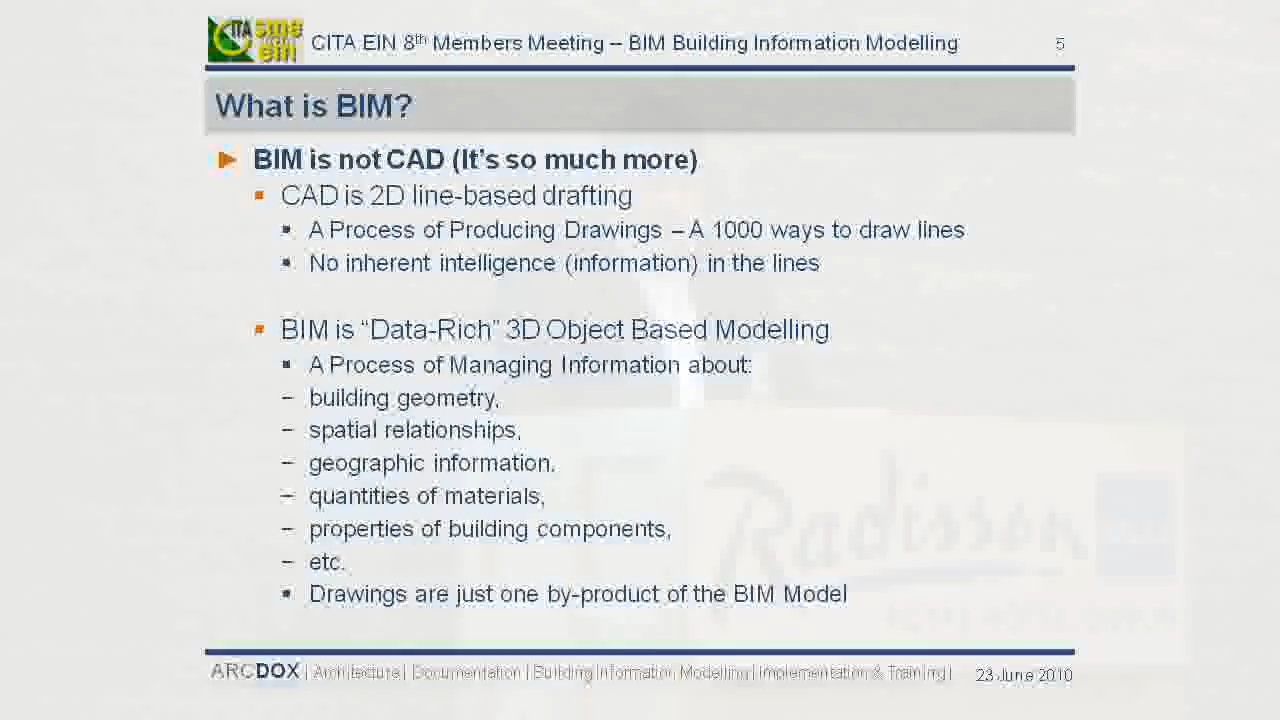 CITA sme ein CITA EIN 8th Members Meeting – BIM Building Information Modelling 5
What is BIM?
► BIM is not CAD (It's so much more)
▪ CAD is 2D line-based drafting
▪ A Process of Producing Drawings – A 1000 ways to draw lines
▪ No inherent intelligence (information) in the lines
▪ BIM is “Data-Rich” 3D Object Based Modelling
▪ A Process of Managing Information about:
– building geometry,
– spatial relationships,
– geographic information,
– quantities of materials,
– properties of building components,
– etc.
Radisson
▪ Drawings are just one by-product of the BIM Model
ARCDOX | Architecture | Documentation | Building Information Modelling | Implementation & Training | 23 June 2010